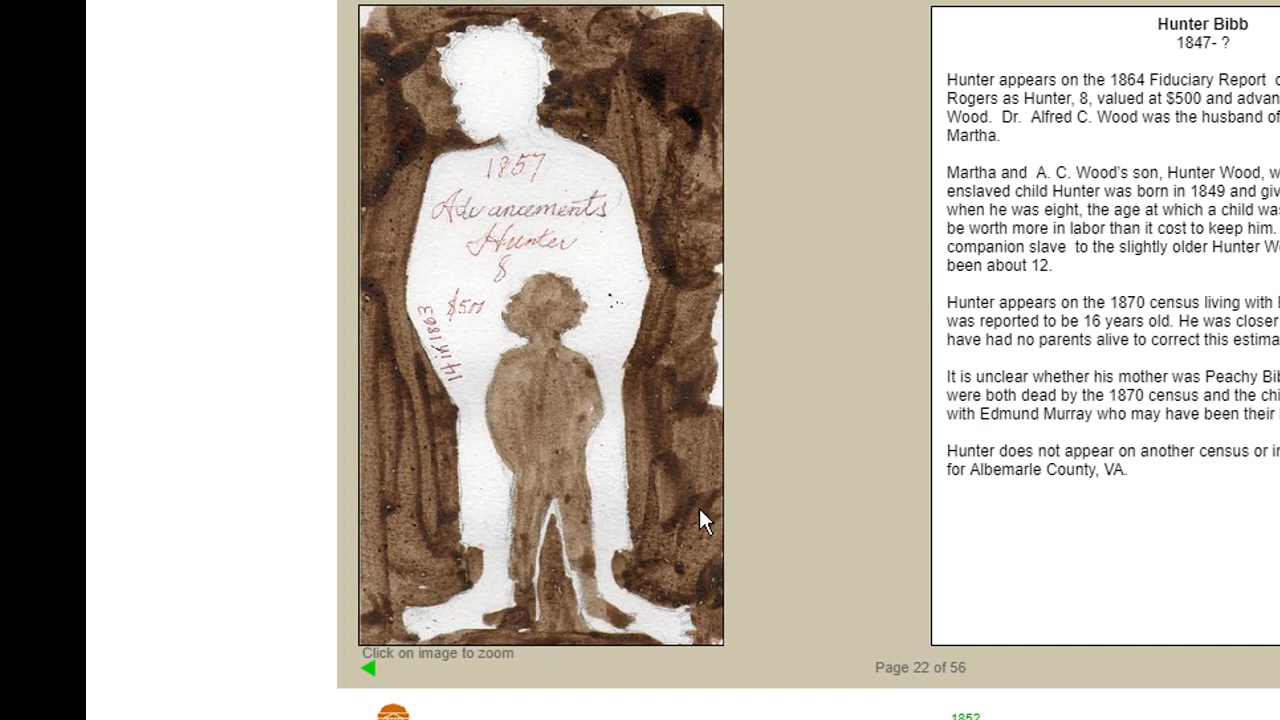 1857
Advancements
Hunter
8
$500
14 in 1863
Click on image to zoom
Hunter Bibb
1847- ?
Hunter appears on the 1864 Fiduciary Report
Rogers as Hunter, 8, valued at $500 and
Wood. Dr. Alfred C. Wood was the husband of
Martha.
Martha and A. C. Wood's son, Hunter Wood,
enslaved child Hunter was born in 1849 and
when he was eight, the age at which a child was
be worth more in labor than it cost to keep him.
companion slave to the slightly older Hunter
been about 12.
Hunter appears on the 1870 census living with
was reported to be 16 years old. He was closer
have had no parents alive to correct this
It is unclear whether his mother was Peachy
were both dead by the 1870 census and the
with Edmund Murray who may have been their
Hunter does not appear on another census or
for Albemarle County, VA.
Page 22 of 56